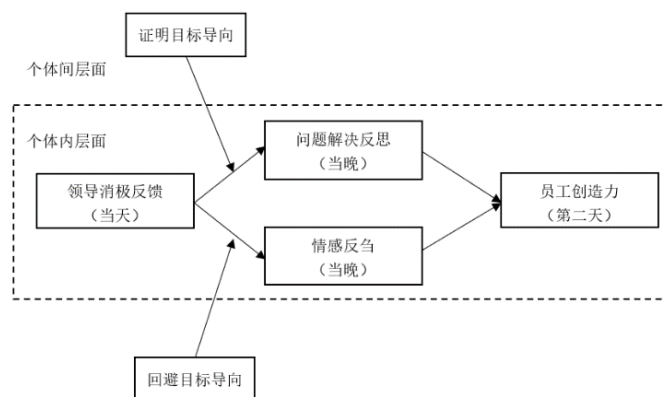 证明目标导向
个体间层面
个体内层面
问题解决反思
（当晚）
领导消极反馈
（当天）
员工创造力
（第二天）
情感反刍
（当晚）
回避目标导向